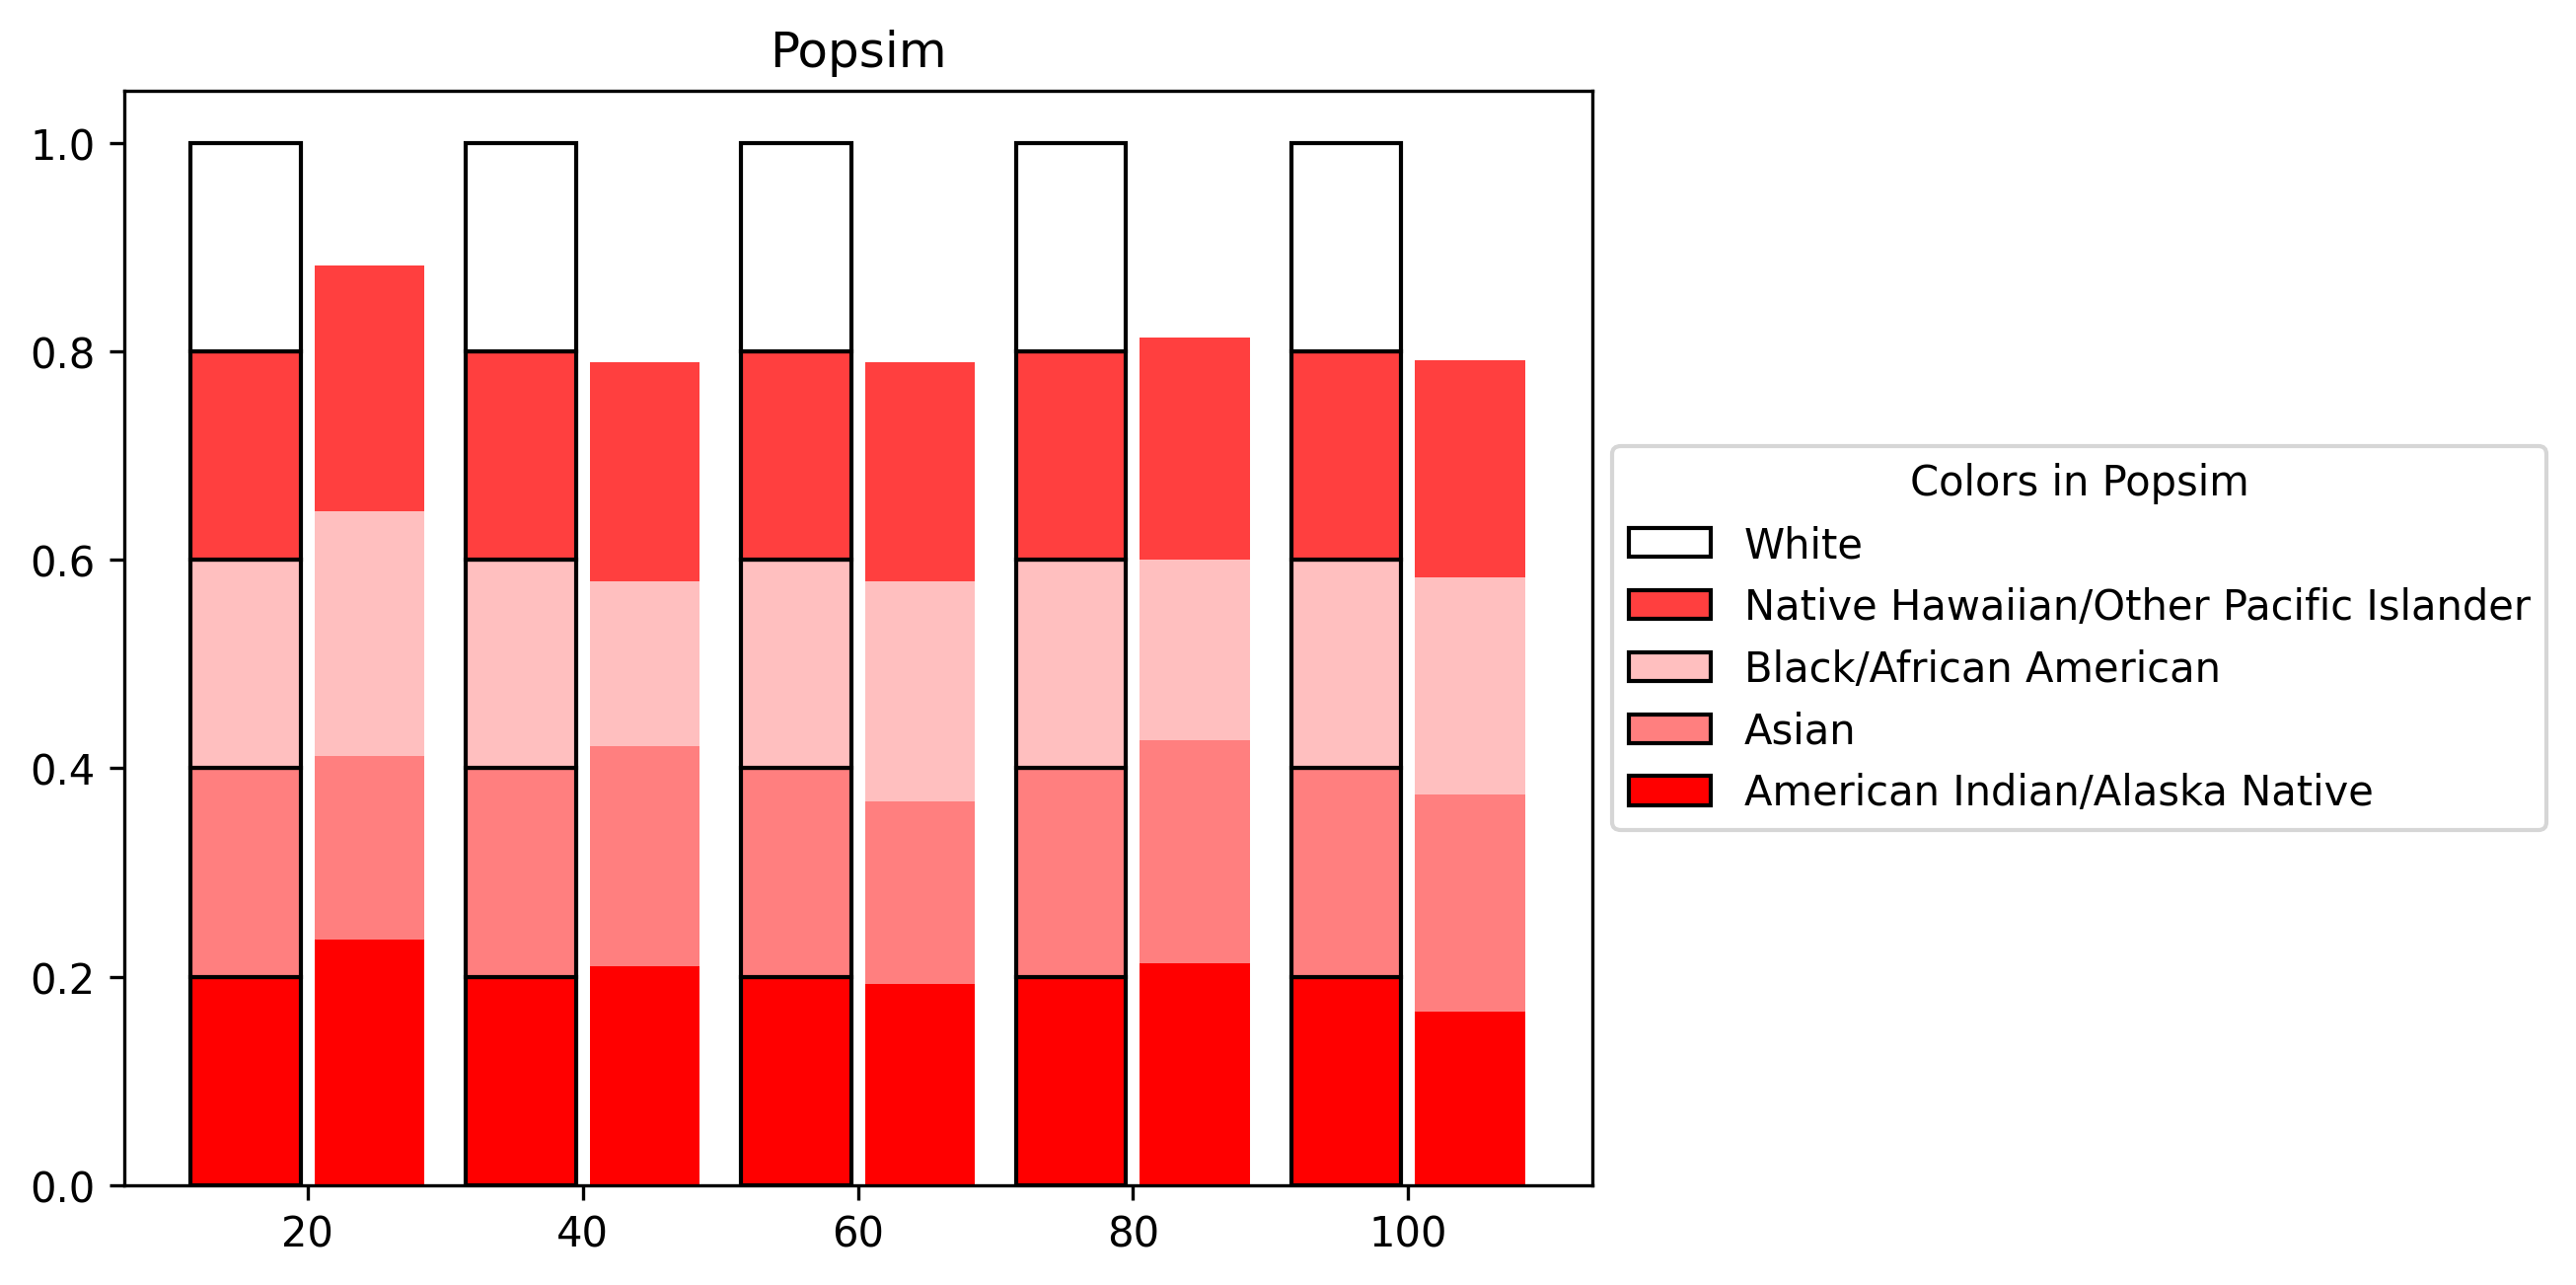 Popsim
1.0
0.8
0.6
0.4
0.2
0.0
20 40 60 80 100
Colors in Popsim
White
Native Hawaiian/Other Pacific Islander
Black/African American
Asian
American Indian/Alaska Native